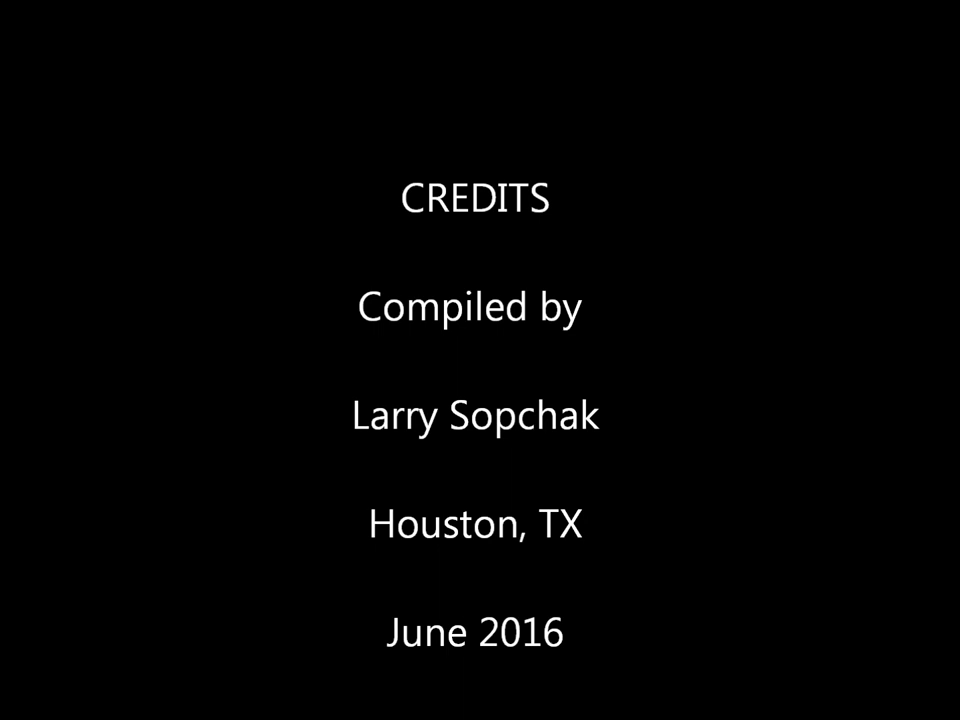 CREDITS
Compiled by
Larry Sopchak
Houston, TX
June 2016